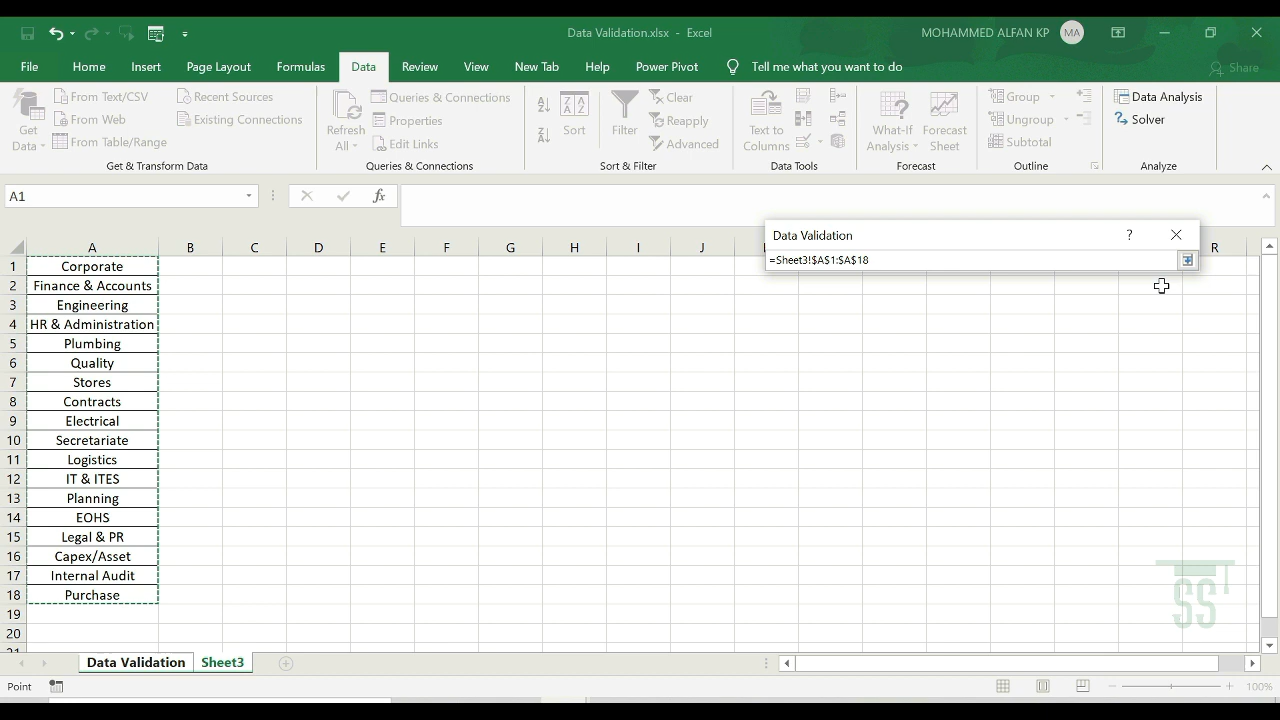 Data Validation.xlsx - Excel
MOHAMMED ALFAN KP MA
File Home Insert Page Layout Formulas Data Review View New Tab Help Power Pivot Tell me what you want to do Share
Get Data
From Text/CSV
From Web
From Table/Range
Recent Sources
Existing Connections
Get & Transform Data
Refresh All
Queries & Connections
Properties
Edit Links
Queries & Connections
Sort
Filter
Clear
Reapply
Advanced
Sort & Filter
Text to Columns
Data Tools
What-If Analysis
Forecast Sheet
Forecast
Group
Ungroup
Subtotal
Outline
Data Analysis
Solver
Analyze
A1
fx
Data Validation ?
=Sheet3!$A$1:$A$18
A B C D E F G H I J R
1 Corporate
2 Finance & Accounts
3 Engineering
4 HR & Administration
5 Plumbing
6 Quality
7 Stores
8 Contracts
9 Electrical
10 Secretariate
11 Logistics
12 IT & ITES
13 Planning
14 EOHS
15 Legal & PR
16 Capex/Asset
17 Internal Audit
18 Purchase
19
20
SS
Data Validation Sheet3
Point
100%